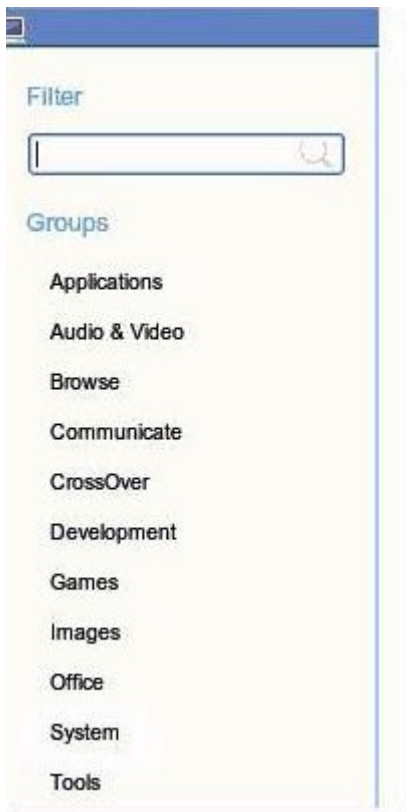 Filter
Groups
Applications
Audio & Video
Browse
Communicate
CrossOver
Development
Games
Images
Office
System
Tools